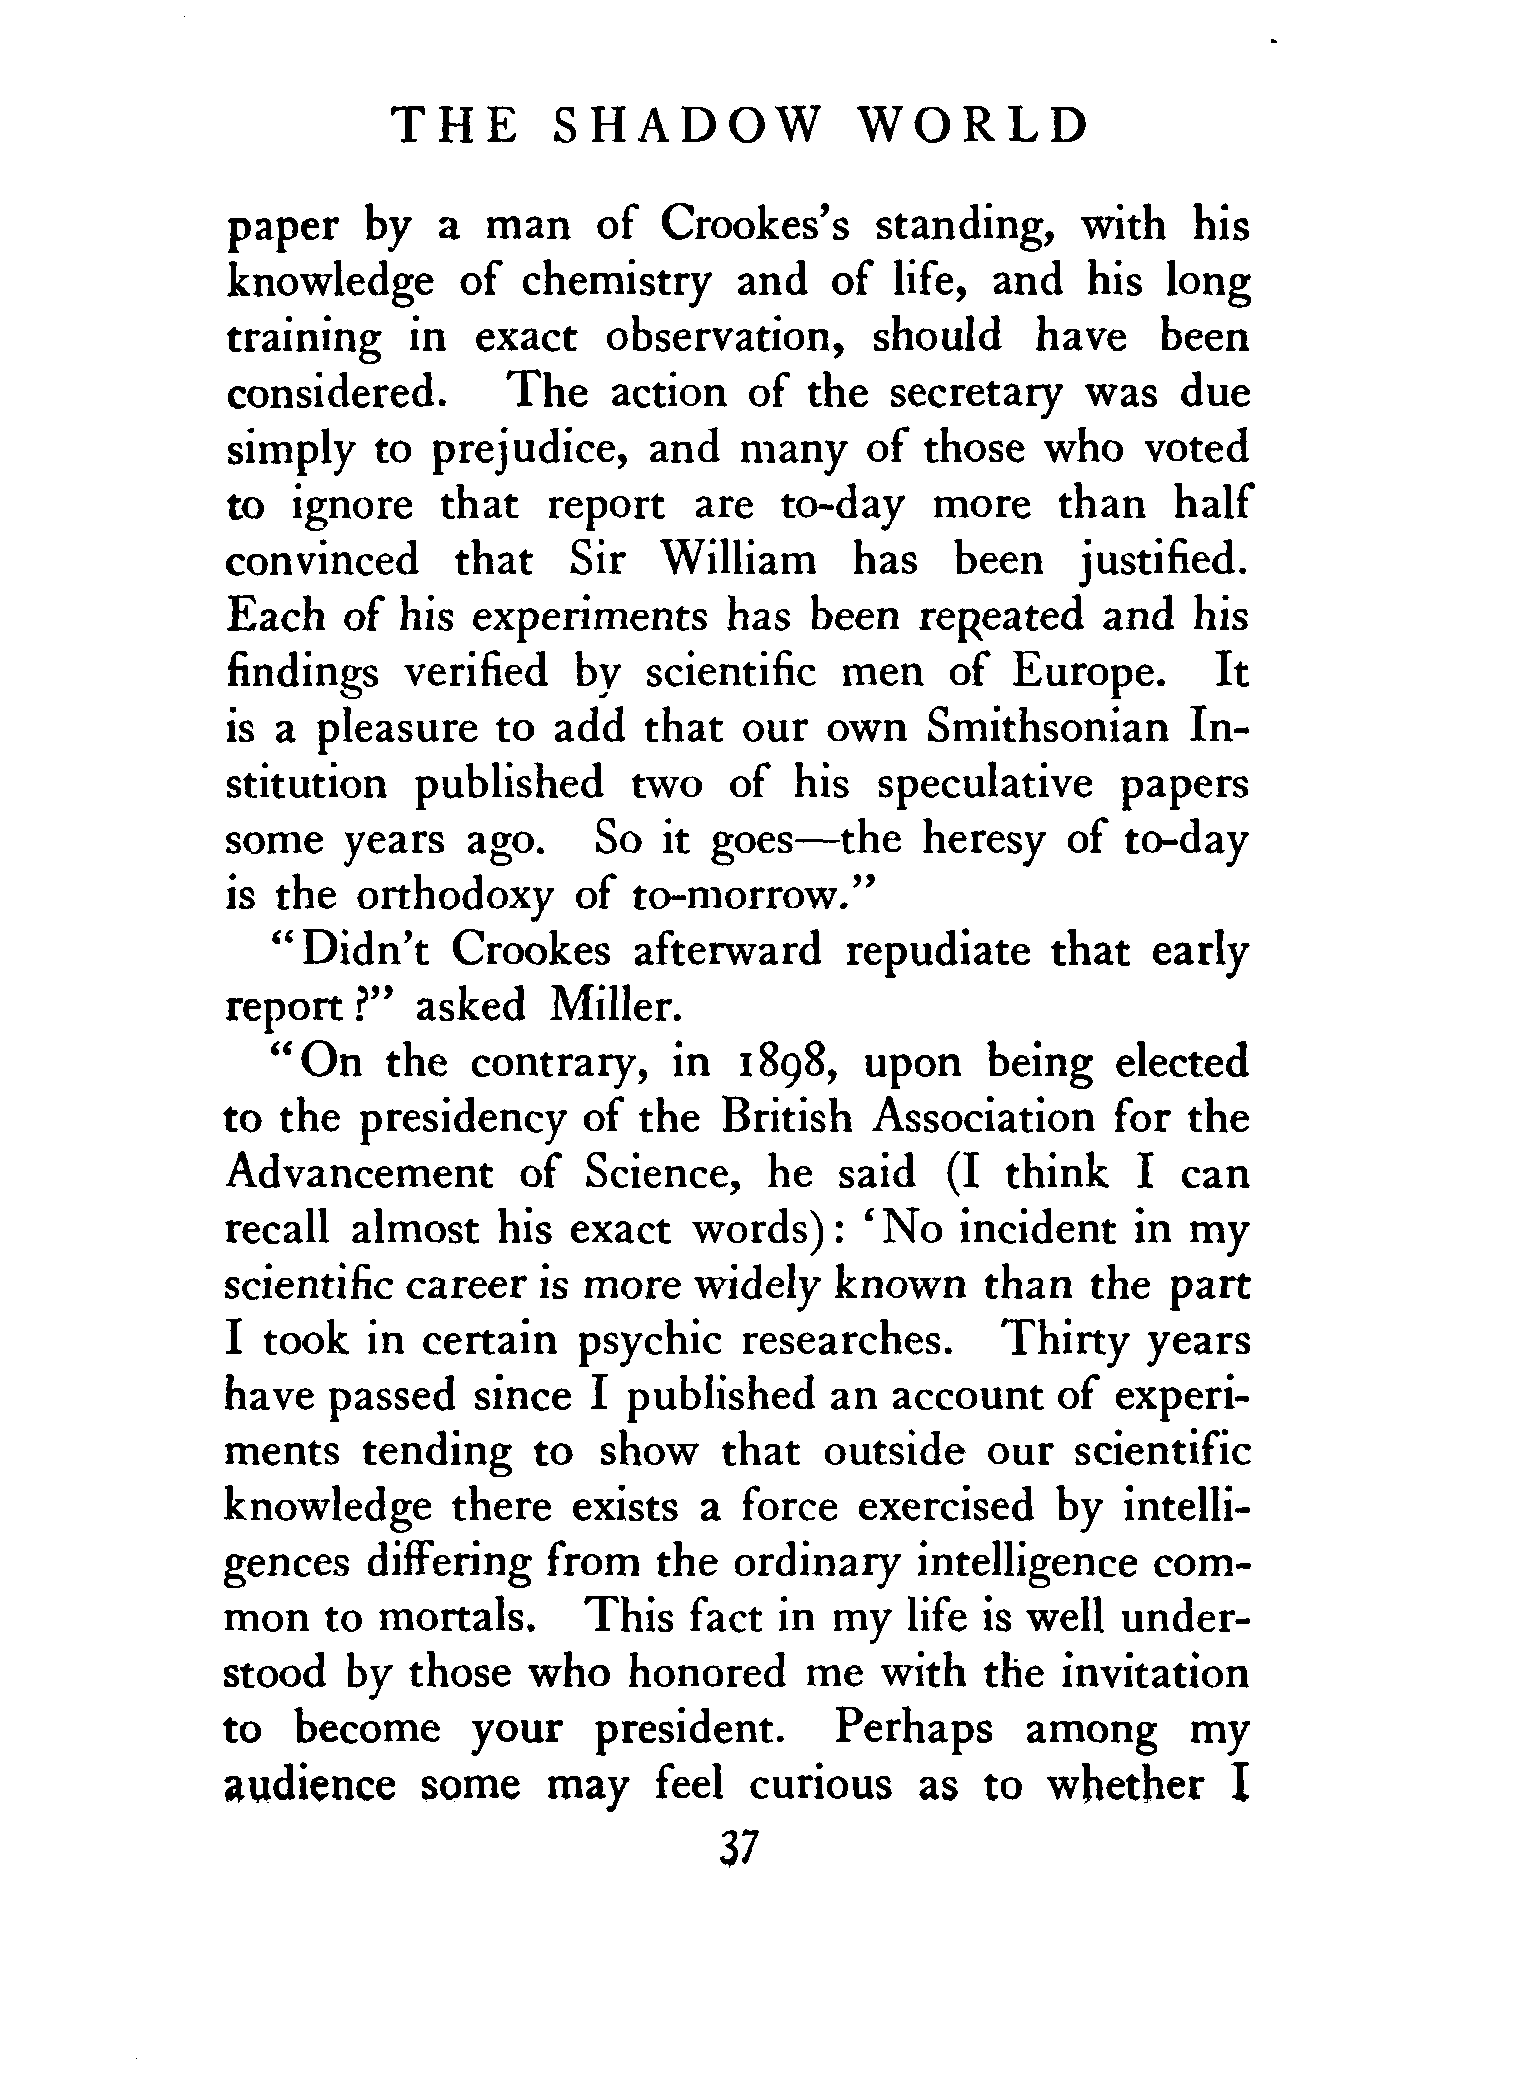 THE SHADOW WORLD
paper by a man of Crookes's standing, with his
knowledge of chemistry and of life, and his long
training in exact observation, should have been
considered. The action of the secretary was due
simply to prejudice, and many of those who voted
to ignore that report are to-day more than half
convinced that Sir William has been justified.
Each of his experiments has been repeated and his
findings verified by scientific men of Europe. It
is a pleasure to add that our own Smithsonian In-
stitution published two of his speculative papers
some years ago. So it goes—the heresy of to-day
is the orthodoxy of to-morrow."
"Didn't Crookes afterward repudiate that early
report?" asked Miller.
"On the contrary, in 1898, upon being elected
to the presidency of the British Association for the
Advancement of Science, he said (I think I can
recall almost his exact words): 'No incident in my
scientific career is more widely known than the part
I took in certain psychic researches. Thirty years
have passed since I published an account of experi-
ments tending to show that outside our scientific
knowledge there exists a force exercised by intelli-
gences differing from the ordinary intelligence com-
mon to mortals. This fact in my life is well under-
stood by those who honored me with the invitation
to become your president. Perhaps among my
audience some may feel curious as to whether I
37